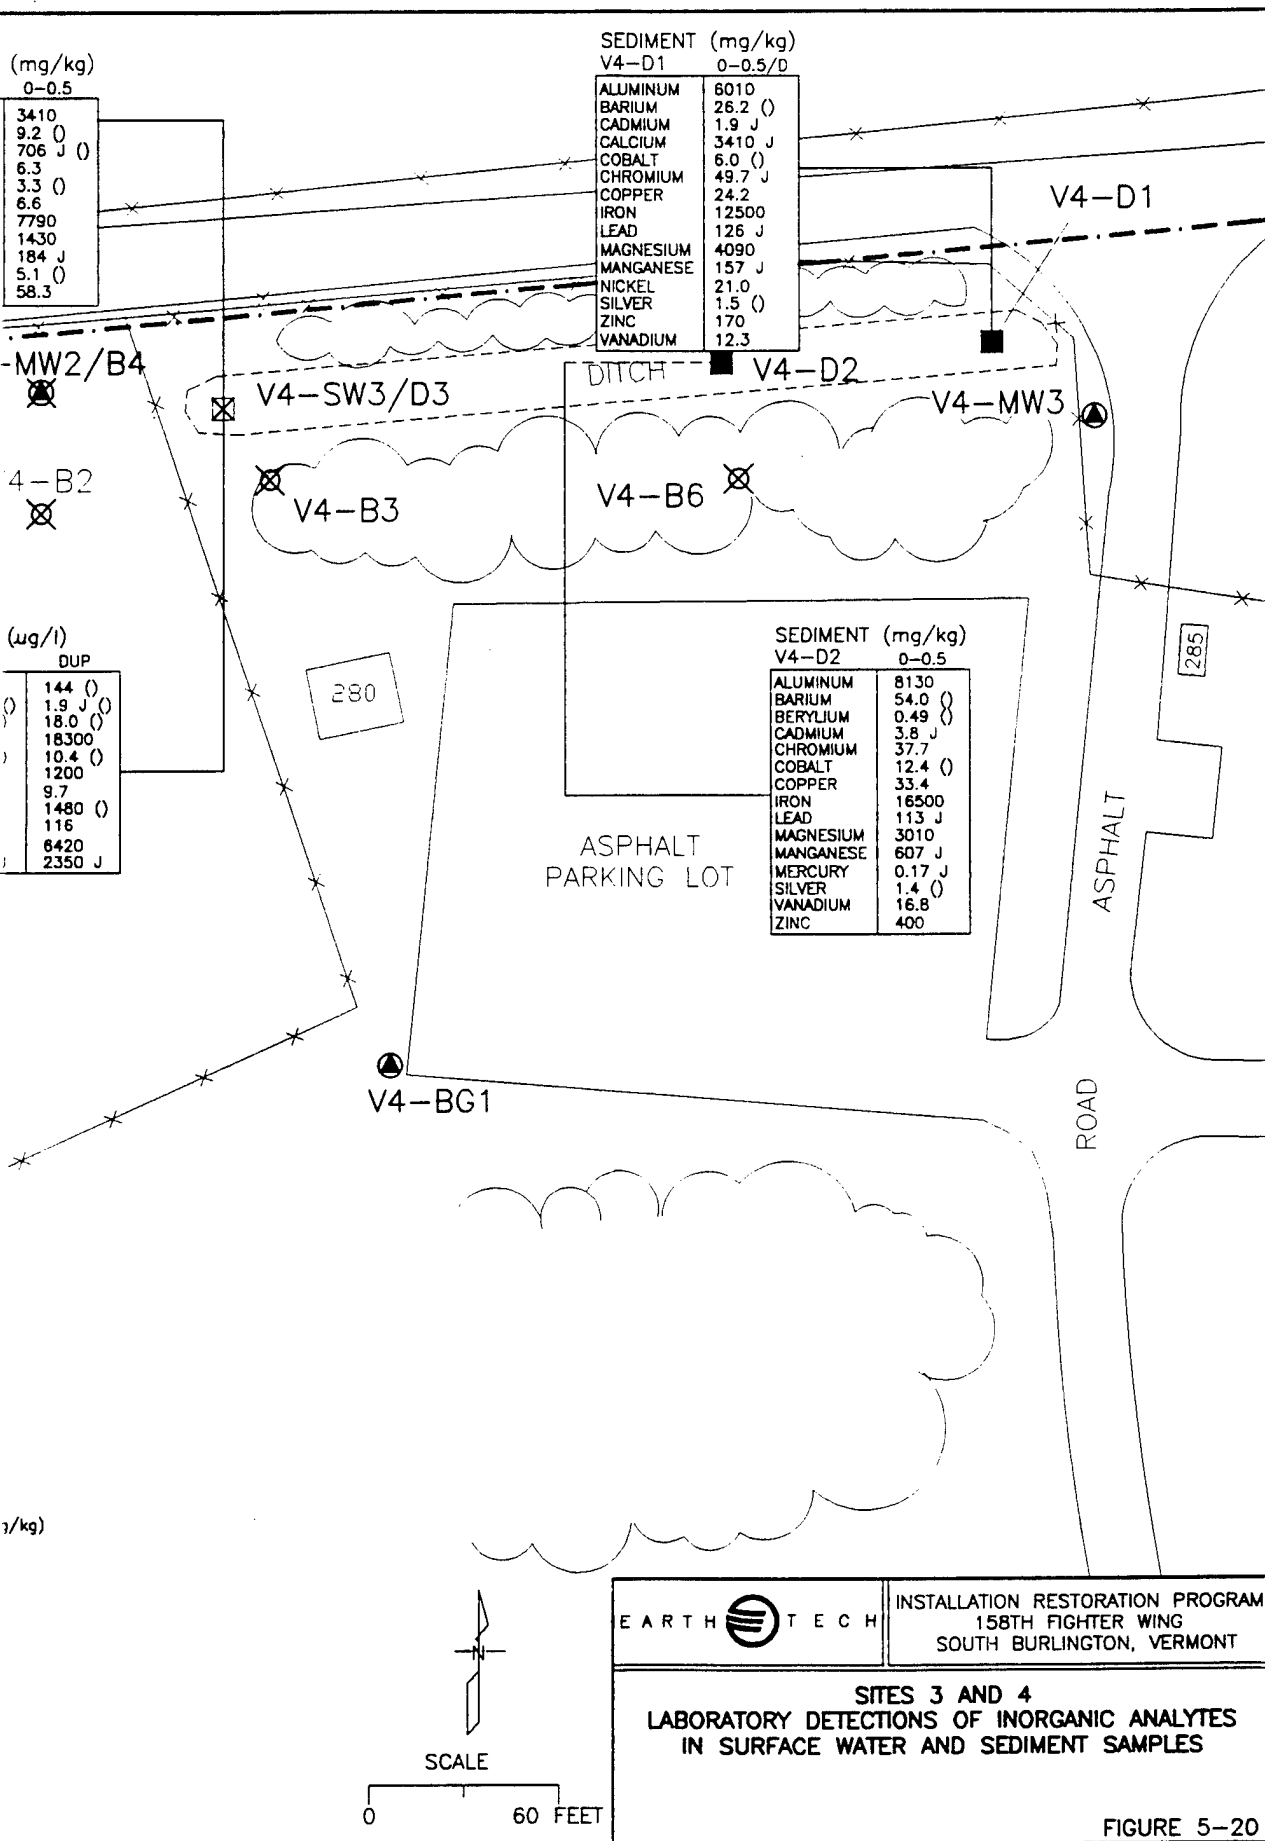 (mg/kg)
0-0.5
3410
9.2 ()
706 J ()
6.3
3.3 ()
6.6
7790
1430
184 J
5.1 ()
58.3
SEDIMENT (mg/kg)
V4-D1 0-0.5/D
ALUMINUM 6010
BARIUM 26.2 ()
CADMIUM 1.9 J
CALCIUM 3410 J
COBALT 6.0 ()
CHROMIUM 49.7 J
COPPER 24.2
IRON 12500
LEAD 126 J
MAGNESIUM 4090
MANGANESE 157 J
NICKEL 21.0
SILVER 1.5 ()
ZINC 170
VANADIUM 12.3
V4-D1
-MW2/B4
V4-SW3/D3
DITCH
V4-D2
V4-MW3
4-B2
V4-B3
V4-B6
(ug/l)
DUP
144 ()
() 1.9 J ()
) 18.0 ()
18300
) 10.4 ()
1200
9.7
1480 ()
116
6420
) 2350 J
280
SEDIMENT (mg/kg)
V4-D2 0-0.5
ALUMINUM 8130
BARIUM 54.0 ()
BERYLIUM 0.49 ()
CADMIUM 3.8 J
CHROMIUM 37.7
COBALT 12.4 ()
COPPER 33.4
IRON 16500
LEAD 113 J
MAGNESIUM 3010
MANGANESE 607 J
MERCURY 0.17 J
SILVER 1.4 ()
VANADIUM 16.8
ZINC 400
285
ASPHALT
PARKING LOT
ASPHALT
ROAD
V4-BG1
g/kg)
N
SCALE
0 60 FEET
EARTH TECH
INSTALLATION RESTORATION PROGRAM
158TH FIGHTER WING
SOUTH BURLINGTON, VERMONT
SITES 3 AND 4
LABORATORY DETECTIONS OF INORGANIC ANALYTES
IN SURFACE WATER AND SEDIMENT SAMPLES
FIGURE 5-20